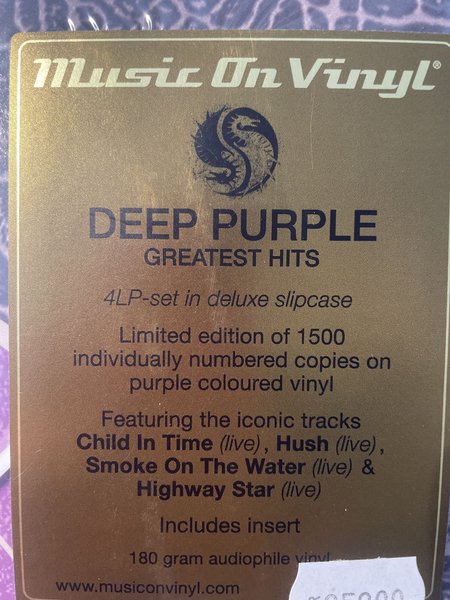 Music On Vinyl®
DEEP PURPLE
GREATEST HITS
4LP-set in deluxe slipcase
Limited edition of 1500
individually numbered copies on
purple coloured vinyl
Featuring the iconic tracks
Child In Time (live), Hush (live),
Smoke On The Water (live) &
Highway Star (live)
Includes insert
180 gram audiophile vinyl
www.musiconvinyl.com